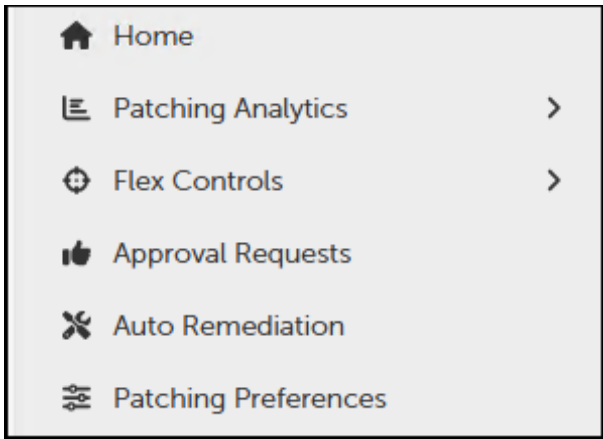 Home
Patching Analytics
Flex Controls
Approval Requests
Auto Remediation
Patching Preferences